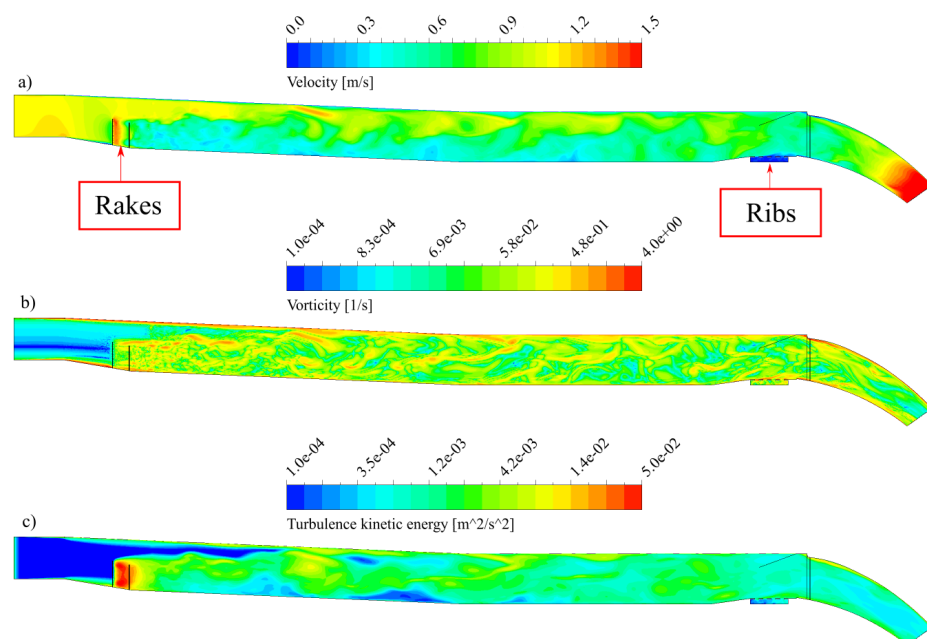 0.0 0.3 0.6 0.9 1.2 1.5
Velocity [m/s]
a)
Rakes
Ribs
1.0e-04 8.3e-04 6.9e-03 5.8e-02 4.8e-01 4.0e+00
Vorticity [1/s]
b)
1.0e-04 3.5e-04 1.2e-03 4.2e-03 1.4e-02 5.0e-02
Turbulence kinetic energy [m^2/s^2]
c)